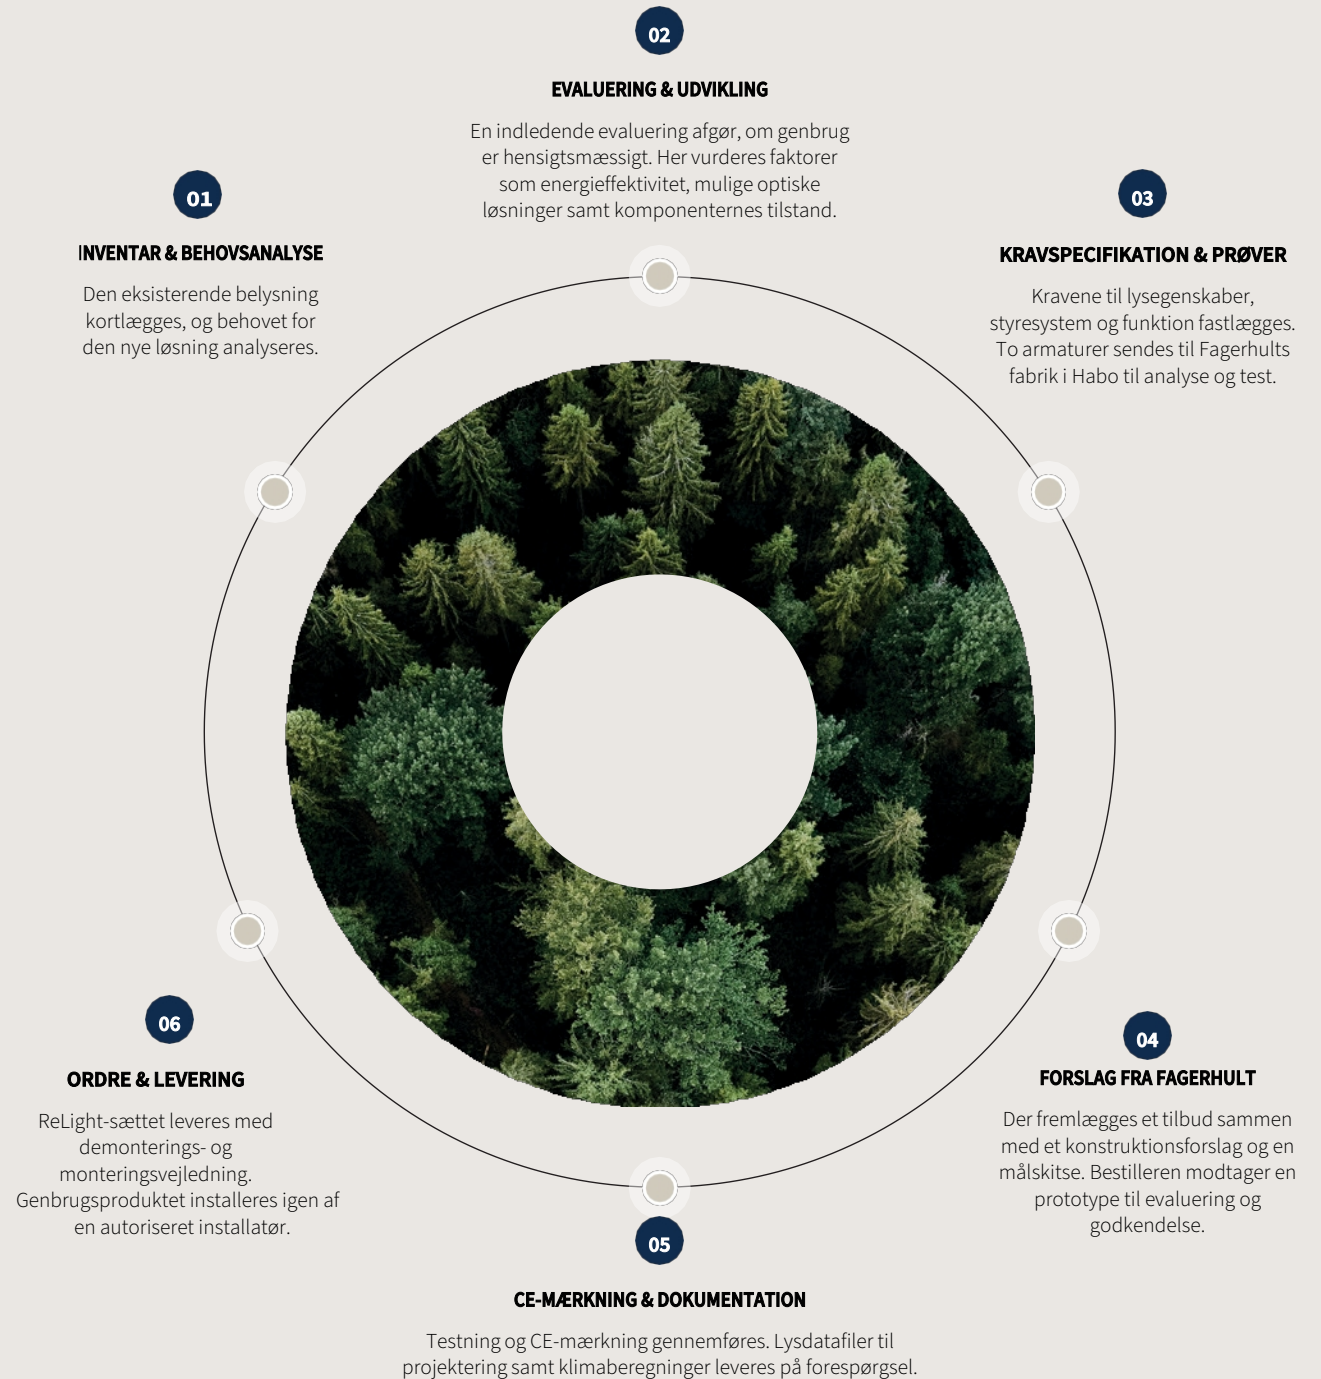 02
EVALUERING & UDVIKLING
En indledende evaluering afgør, om genbrug
er hensigtsmæssigt. Her vurderes faktorer
som energieffektivitet, mulige optiske
løsninger samt komponenternes tilstand.
01
INVENTAR & BEHOVSANALYSE
Den eksisterende belysning
kortlægges, og behovet for
den nye løsning analyseres.
03
KRAVSPECIFIKATION & PRØVER
Kravene til lysegenskaber,
styresystem og funktion fastlægges.
To armaturer sendes til Fagerhults
fabrik i Habo til analyse og test.
06
ORDRE & LEVERING
ReLight-sættet leveres med
demonterings- og
monteringsvejledning.
Genbrugsproduktet installeres igen af
en autoriseret installatør.
04
FORSLAG FRA FAGERHULT
Der fremlægges et tilbud sammen
med et konstruktionsforslag og en
målskitse. Bestilleren modtager en
prototype til evaluering og
godkendelse.
05
CE-MÆRKNING & DOKUMENTATION
Testning og CE-mærkning gennemføres. Lysdatafiler til
projektering samt klimaberegninger leveres på forespørgsel.